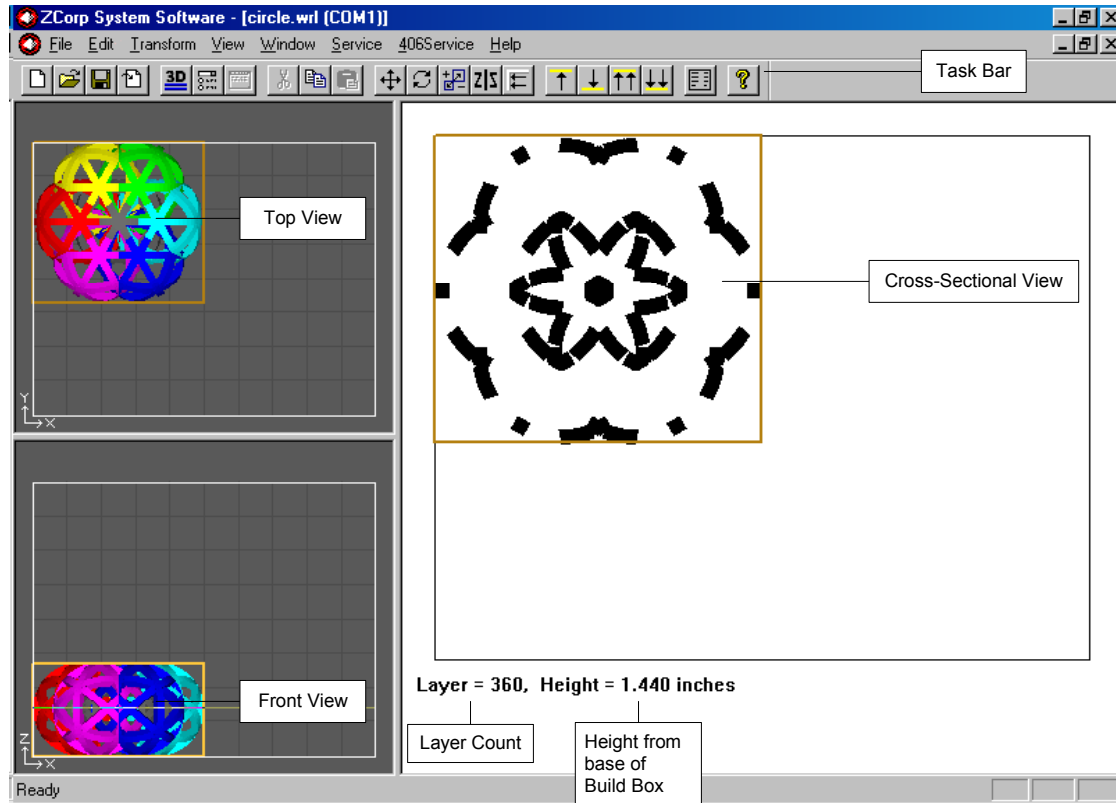 ZCorp System Software - [circle.wrl (COM1)]
File Edit Transform View Window Service 406Service Help
3D
Z|Z
?
Task Bar
Top View
Cross-Sectional View
Y
X
Front View
Z
X
Layer = 360, Height = 1.440 inches
Layer Count
Height from
base of
Build Box
Ready